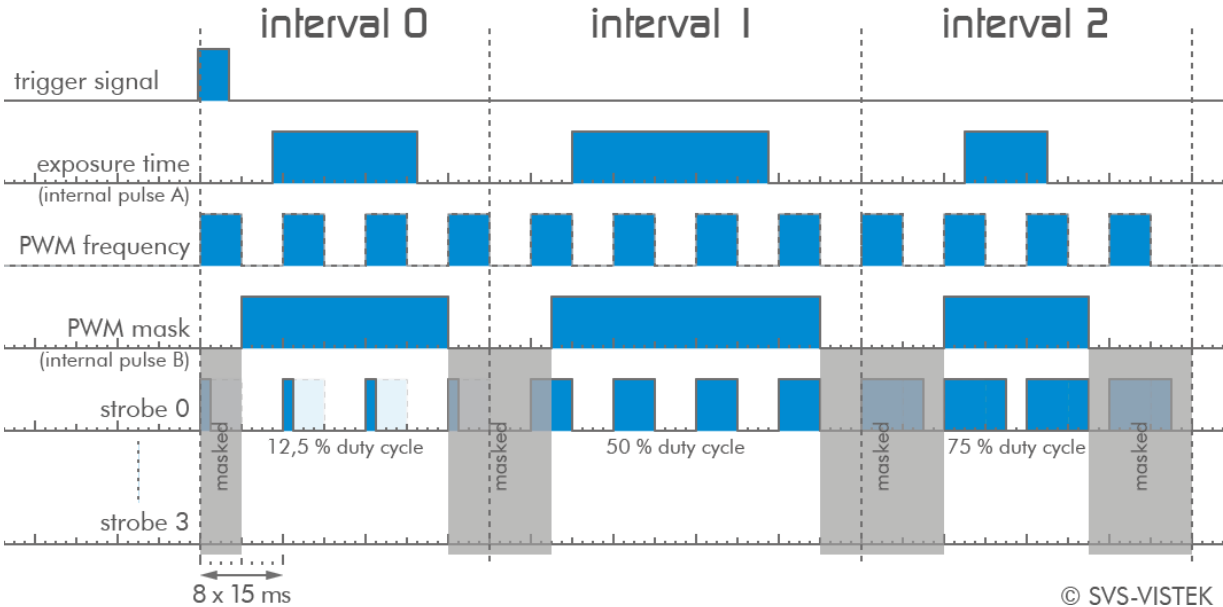 interval 0 interval 1 interval 2
trigger signal
exposure time
(internal pulse A)
PWM frequency
PWM mask
(internal pulse B)
strobe 0
12,5 % duty cycle 50 % duty cycle 75 % duty cycle
masked masked masked masked
strobe 3
8 x 15 ms
© SVS-VISTEK